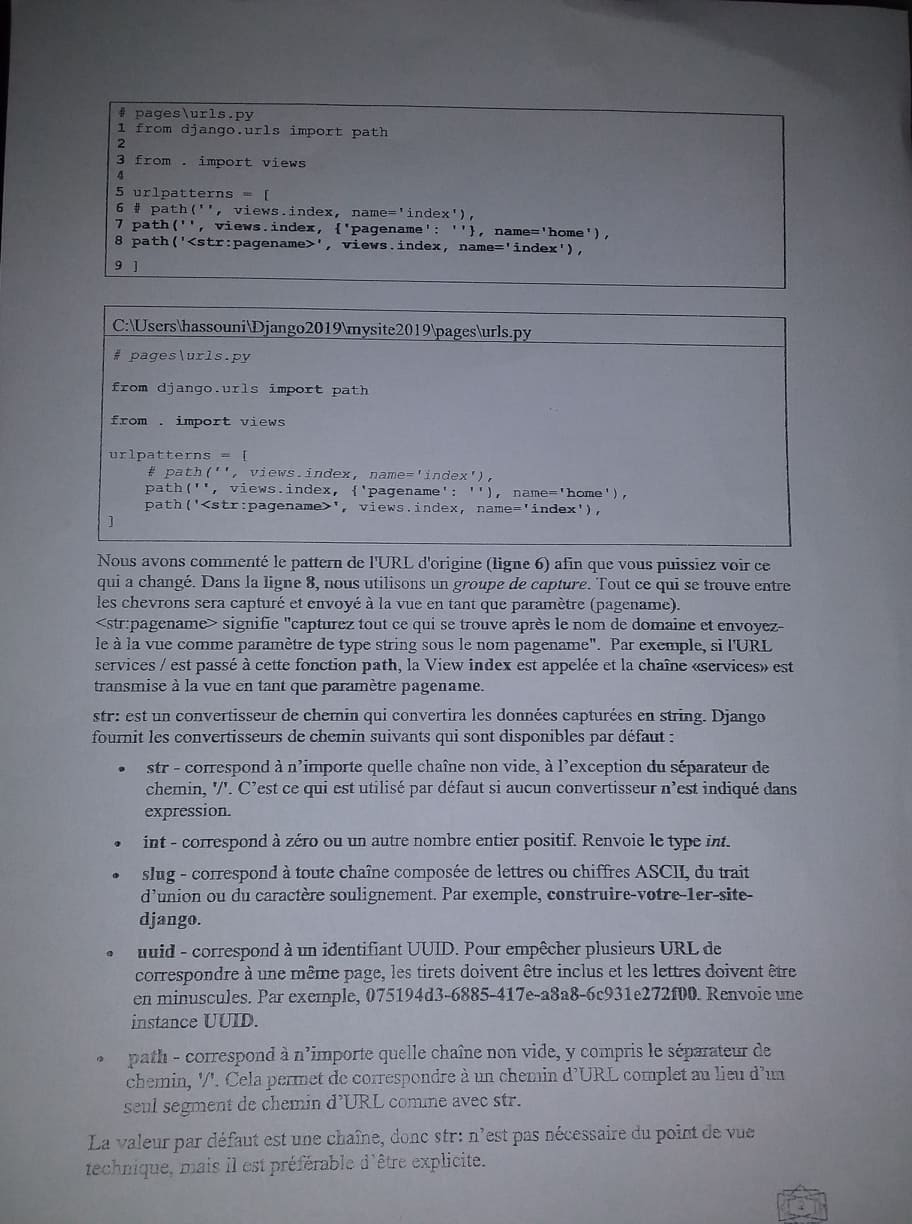 # pages\urls.py
1 from django.urls import path
2
3 from . import views
4
5 urlpatterns = [
6 # path('', views.index, name='index'),
7 path('', views.index, {'pagename': ''}, name='home'),
8 path('<str:pagename>', views.index, name='index'),
9 ]
C:\Users\hassouni\Django2019\mysite2019\pages\urls.py
# pages\urls.py
from django.urls import path
from . import views
urlpatterns = [
# path('', views.index, name='index'),
path('', views.index, {'pagename': ''}, name='home'),
path('<str:pagename>', views.index, name='index'),
]
Nous avons commenté le pattern de l'URL d'origine (ligne 6) afin que vous puissiez voir ce
qui a changé. Dans la ligne 8, nous utilisons un groupe de capture. Tout ce qui se trouve entre
les chevrons sera capturé et envoyé à la vue en tant que paramètre (pagename).
<str:pagename> signifie "capturez tout ce qui se trouve après le nom de domaine et envoyez-
le à la vue comme paramètre de type string sous le nom pagename". Par exemple, si l'URL
services / est passé à cette fonction path, la View index est appelée et la chaîne «services» est
transmise à la vue en tant que paramètre pagename.
str: est un convertisseur de chemin qui convertira les données capturées en string. Django
fournit les convertisseurs de chemin suivants qui sont disponibles par défaut :
• str - correspond à n’importe quelle chaîne non vide, à l’exception du séparateur de
chemin, '/'. C’est ce qui est utilisé par défaut si aucun convertisseur n’est indiqué dans
expression.
• int - correspond à zéro ou un autre nombre entier positif. Renvoie le type int.
• slug - correspond à toute chaîne composée de lettres ou chiffres ASCII, du trait
d’union ou du caractère soulignement. Par exemple, construire-votre-1er-site-
django.
• uuid - correspond à un identifiant UUID. Pour empêcher plusieurs URL de
correspondre à une même page, les tirets doivent être inclus et les lettres doivent être
en minuscules. Par exemple, 075194d3-6885-417e-a8a8-6c931e272f00. Renvoie une
instance UUID.
• path - correspond à n’importe quelle chaîne non vide, y compris le séparateur de
chemin, '/'. Cela permet de correspondre à un chemin d’URL complet au lieu d’un
seul segment de chemin d’URL comme avec str.
La valeur par défaut est une chaîne, donc str: n’est pas nécessaire du point de vue
technique, mais il est préférable d’être explicite.